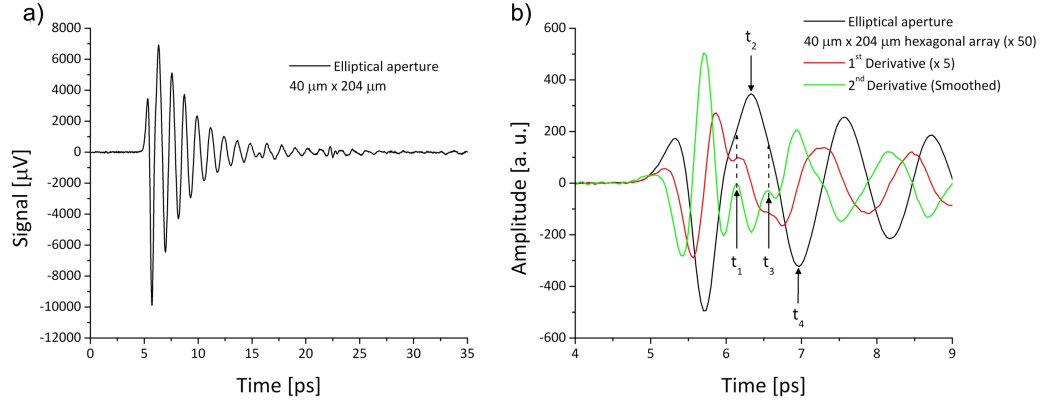 a)
8000
6000
4000
2000
0
-2000
-4000
-6000
-8000
-10000
-12000
Signal [µV]
Elliptical aperture
40 µm x 204 µm
0 5 10 15 20 25 30 35
Time [ps]
b)
Elliptical aperture
40 µm x 204 µm hexagonal array (x 50)
1st Derivative (x 5)
2nd Derivative (Smoothed)
600
400
200
0
-200
-400
-600
Amplitude [a. u.]
t2
t1
t3
t4
4 5 6 7 8 9
Time [ps]